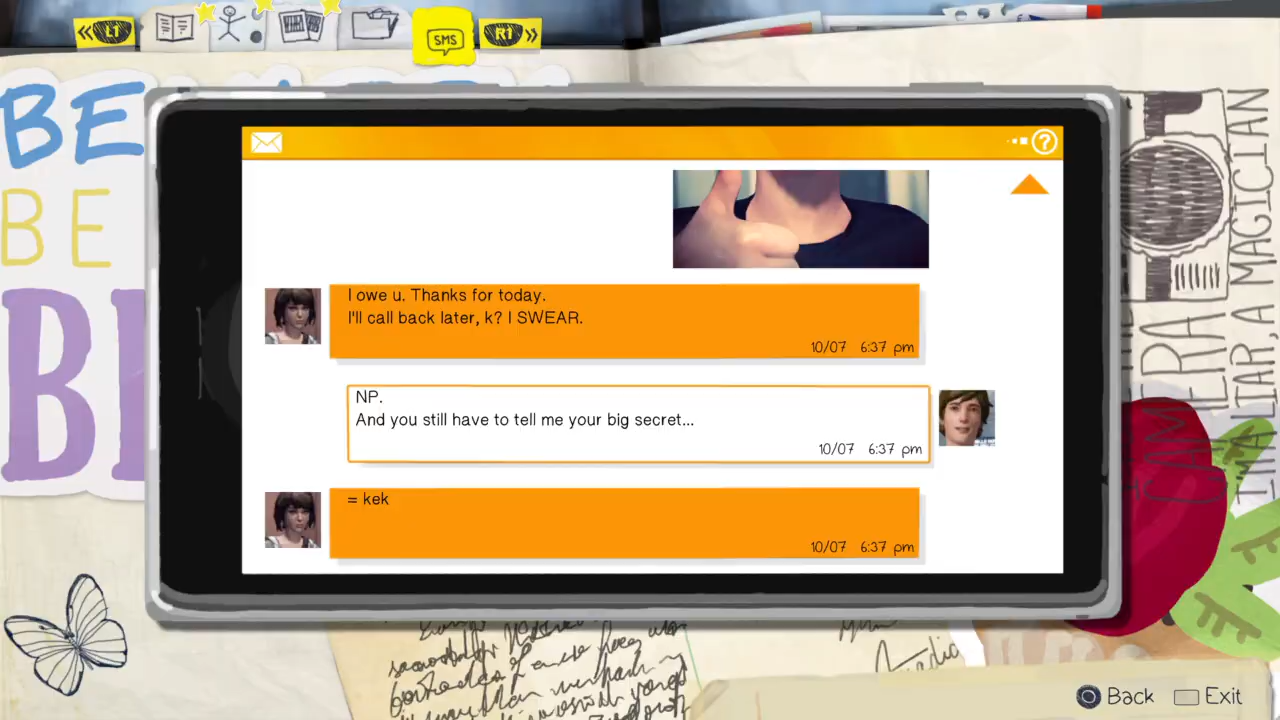 L1
SMS
R1
BE
BE
I owe u. Thanks for today.
I'll call back later, k? I SWEAR.
10/07 6:37 pm
NP.
And you still have to tell me your big secret...
10/07 6:37 pm
= kek
10/07 6:37 pm
CAMERA
LIAR, A MAGICIAN
Back
Exit